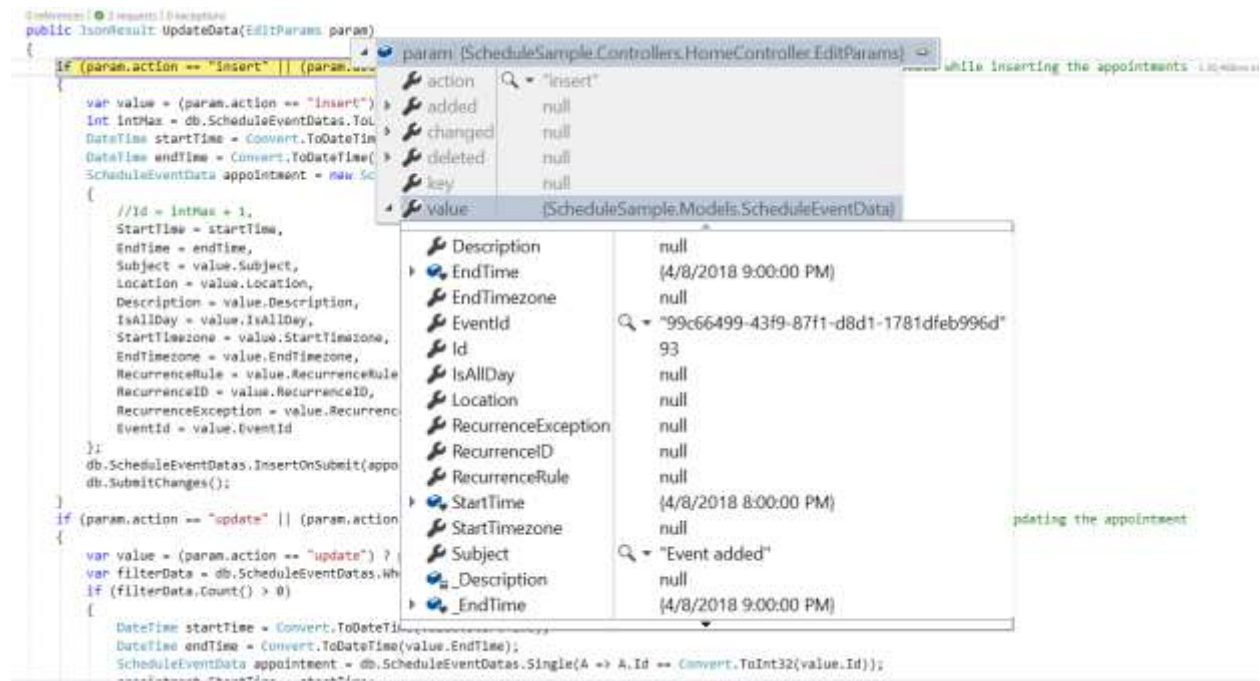 0 references | 2 requests | 0 exceptions
public JsonResult UpdateData(EditParams param)
{
param {ScheduleSample.Controllers.HomeController.EditParams}
if (param.action == "insert" || (param. while inserting the appointments
{
action "insert"
var value = (param.action == "insert")
added null
int intMax = db.ScheduleEventDatas.ToL
changed null
DateTime startTime = Convert.ToDateTim
DateTime endTime = Convert.ToDateTime(
deleted null
ScheduleEventData appointment = new Sc
key null
{
value {ScheduleSample.Models.ScheduleEventData}
//Id = intMax + 1,
StartTime = startTime,
Description null
EndTime = endTime,
EndTime {4/8/2018 9:00:00 PM}
Subject = value.Subject,
Location = value.Location,
EndTimezone null
Description = value.Description,
EventId "99c66499-43f9-87f1-d8d1-1781dfeb996d"
IsAllDay = value.IsAllDay,
StartTimezone = value.StartTimezone,
Id 93
EndTimezone = value.EndTimezone,
IsAllDay null
RecurrenceRule = value.RecurrenceRule
RecurrenceID = value.RecurrenceID,
Location null
RecurrenceException = value.Recurrenc
RecurrenceException null
EventId = value.EventId
};
RecurrenceID null
db.ScheduleEventDatas.InsertOnSubmit(appo
RecurrenceRule null
db.SubmitChanges();
}
StartTime {4/8/2018 8:00:00 PM}
if (param.action == "update" || (param.action pdating the appointment
StartTimezone null
{
var value = (param.action == "update") ?
Subject "Event added"
var filterData = db.ScheduleEventDatas.Whe
_Description null
if (filterData.Count() > 0)
_EndTime {4/8/2018 9:00:00 PM}
{
DateTime startTime = Convert.ToDateTi
DateTime endTime = Convert.ToDateTime(value.EndTime);
ScheduleEventData appointment = db.ScheduleEventDatas.Single(A => A.Id == Convert.ToInt32(value.Id));